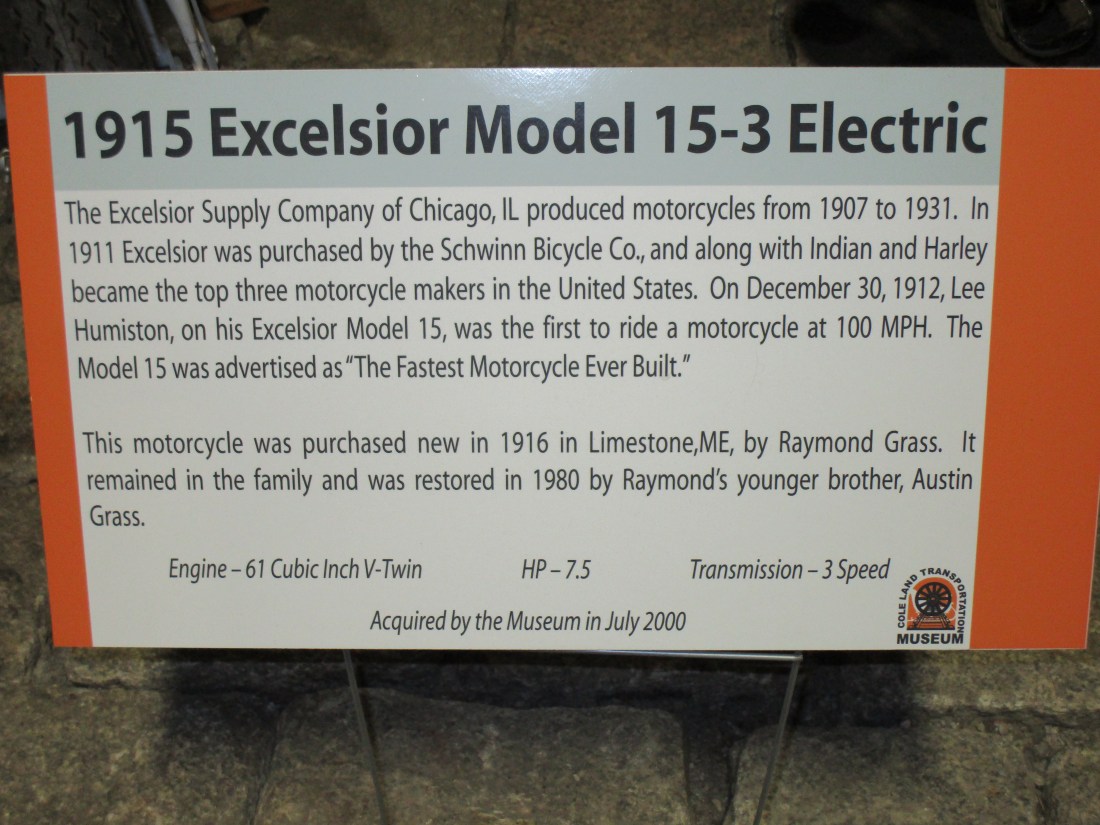 1915 Excelsior Model 15-3 Electric
The Excelsior Supply Company of Chicago, IL produced motorcycles from 1907 to 1931. In
1911 Excelsior was purchased by the Schwinn Bicycle Co., and along with Indian and Harley
became the top three motorcycle makers in the United States. On December 30, 1912, Lee
Humiston, on his Excelsior Model 15, was the first to ride a motorcycle at 100 MPH. The
Model 15 was advertised as “The Fastest Motorcycle Ever Built.”
This motorcycle was purchased new in 1916 in Limestone,ME, by Raymond Grass. It
remained in the family and was restored in 1980 by Raymond’s younger brother, Austin
Grass.
Engine – 61 Cubic Inch V-Twin HP – 7.5 Transmission – 3 Speed
Acquired by the Museum in July 2000
COLE LAND TRANSPORTATION
MUSEUM